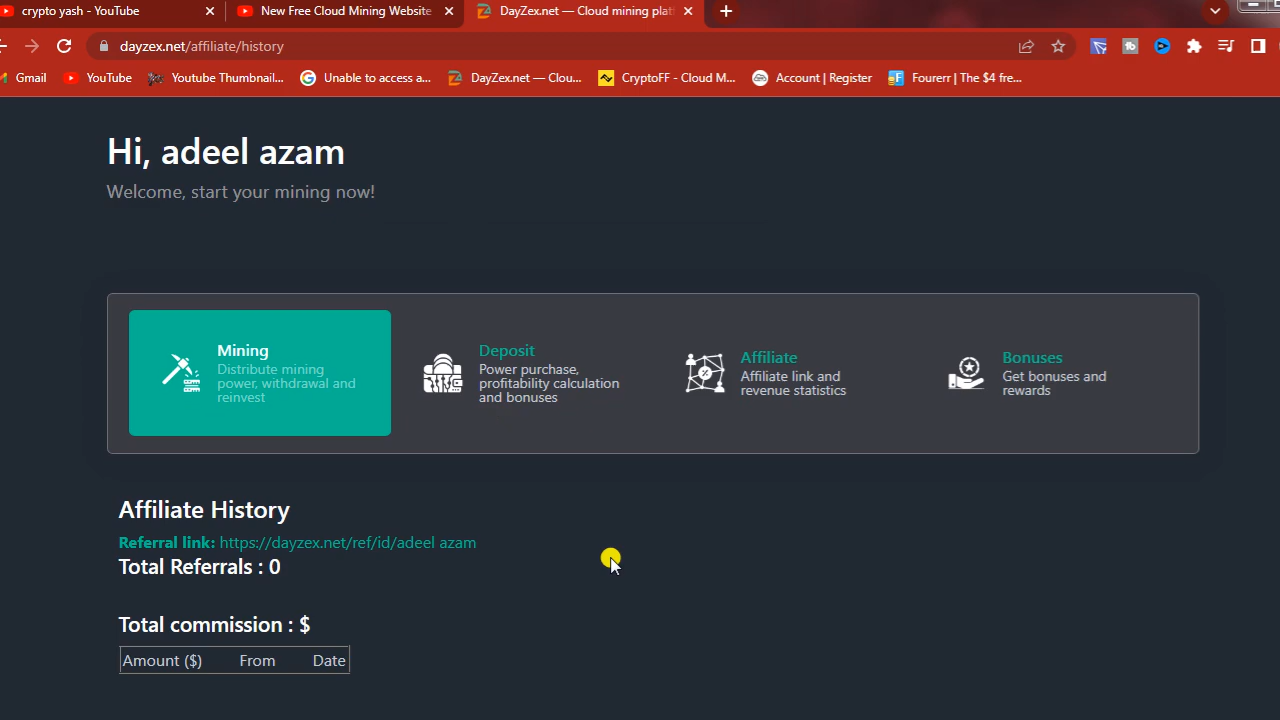 crypto yash - YouTube
New Free Cloud Mining Website
DayZex.net — Cloud mining plat
dayzex.net/affiliate/history
Gmail
YouTube
Youtube Thumbnail...
Unable to access a...
DayZex.net — Clou...
CryptoFF - Cloud M...
Account | Register
Fourerr | The $4 fre...
Hi, adeel azam
Welcome, start your mining now!
Mining
Distribute mining
power, withdrawal and
reinvest
Deposit
Power purchase,
profitability calculation
and bonuses
Affiliate
Affiliate link and
revenue statistics
Bonuses
Get bonuses and
rewards
Affiliate History
Referral link: https://dayzex.net/ref/id/adeel azam
Total Referrals : 0
Total commission : $
Amount ($) From Date